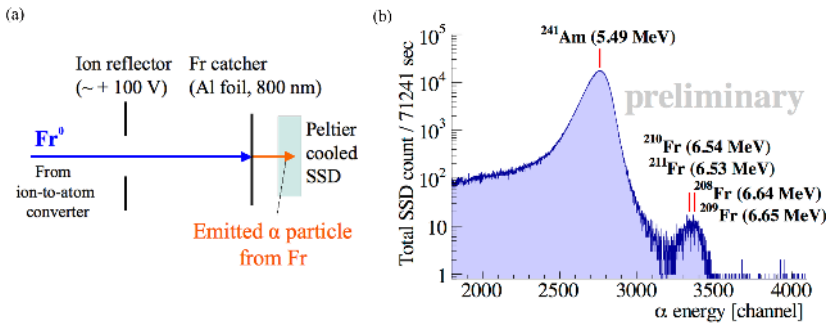 (a)
Ion reflector
(~ + 100 V)
Fr catcher
(Al foil, 800 nm)
Fr⁰
From
ion-to-atom
converter
Peltier
cooled
SSD
Emitted α particle
from Fr
(b)
Total SSD count / 71241 sec
10⁵
10⁴
10³
10²
10
1
²⁴¹Am (5.49 MeV)
preliminary
²¹⁰Fr (6.54 MeV)
²¹¹Fr (6.53 MeV)
²⁰⁸Fr (6.64 MeV)
²⁰⁹Fr (6.65 MeV)
2000
2500
3000
3500
4000
α energy [channel]